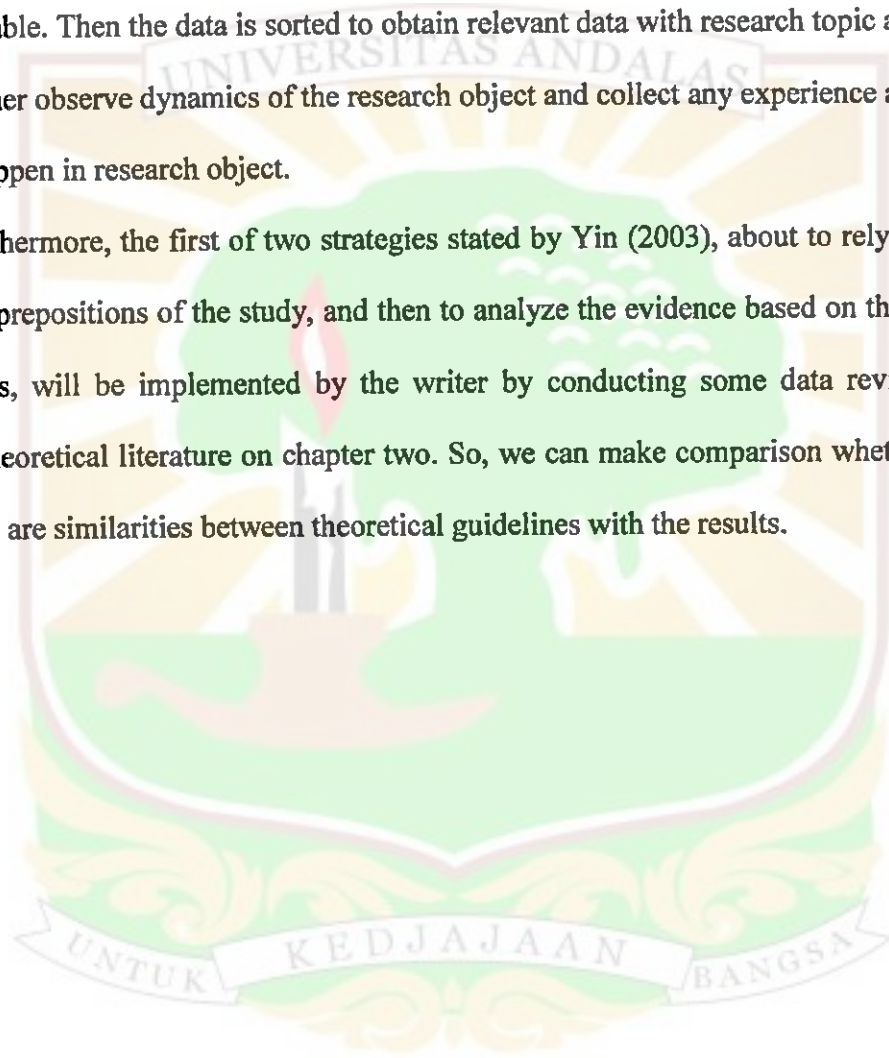 ble. Then the data is sorted to obtain relevant data with research topic a
UNIVERSITAS ANDALAS
er observe dynamics of the research object and collect any experience a
ppen in research object.
hermore, the first of two strategies stated by Yin (2003), about to rely
prepositions of the study, and then to analyze the evidence based on th
s, will be implemented by the writer by conducting some data rev
eoretical literature on chapter two. So, we can make comparison whet
are similarities between theoretical guidelines with the results.
UNTUK KEDJAJAAN BANGSA